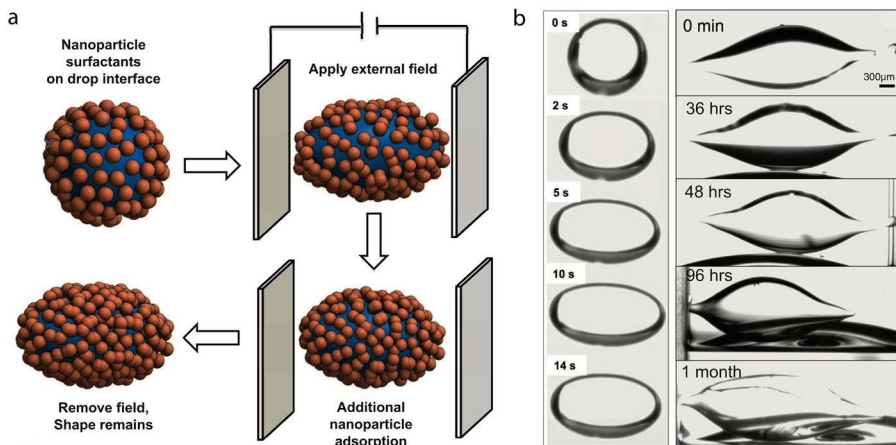 a
Nanoparticle
surfactants
on drop interface
Apply external field
Remove field,
Shape remains
Additional
nanoparticle
adsorption
b
0 s
2 s
5 s
10 s
14 s
0 min
300µm
36 hrs
48 hrs
96 hrs
1 month